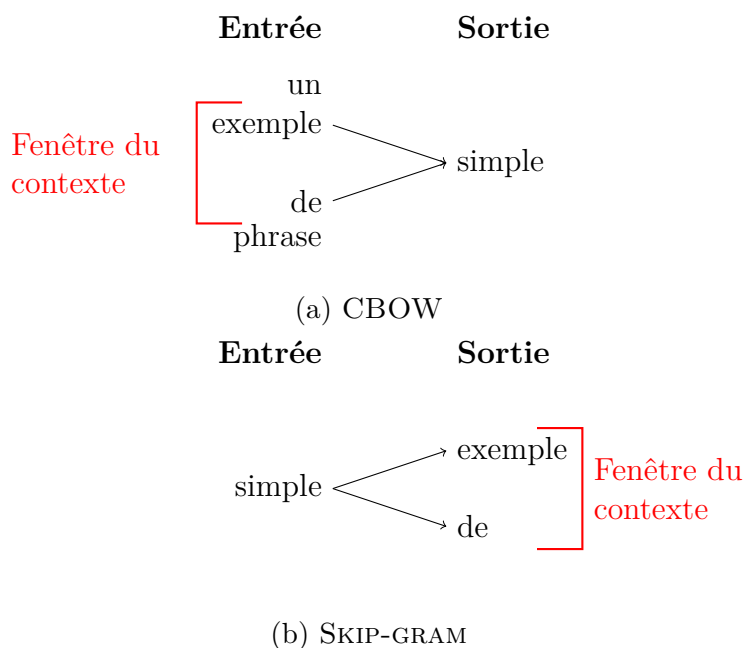 Entrée Sortie
un
exemple
Fenêtre du
contexte
simple
de
phrase
(a) CBOW
Entrée Sortie
exemple
simple
Fenêtre du
contexte
de
(b) SKIP-GRAM